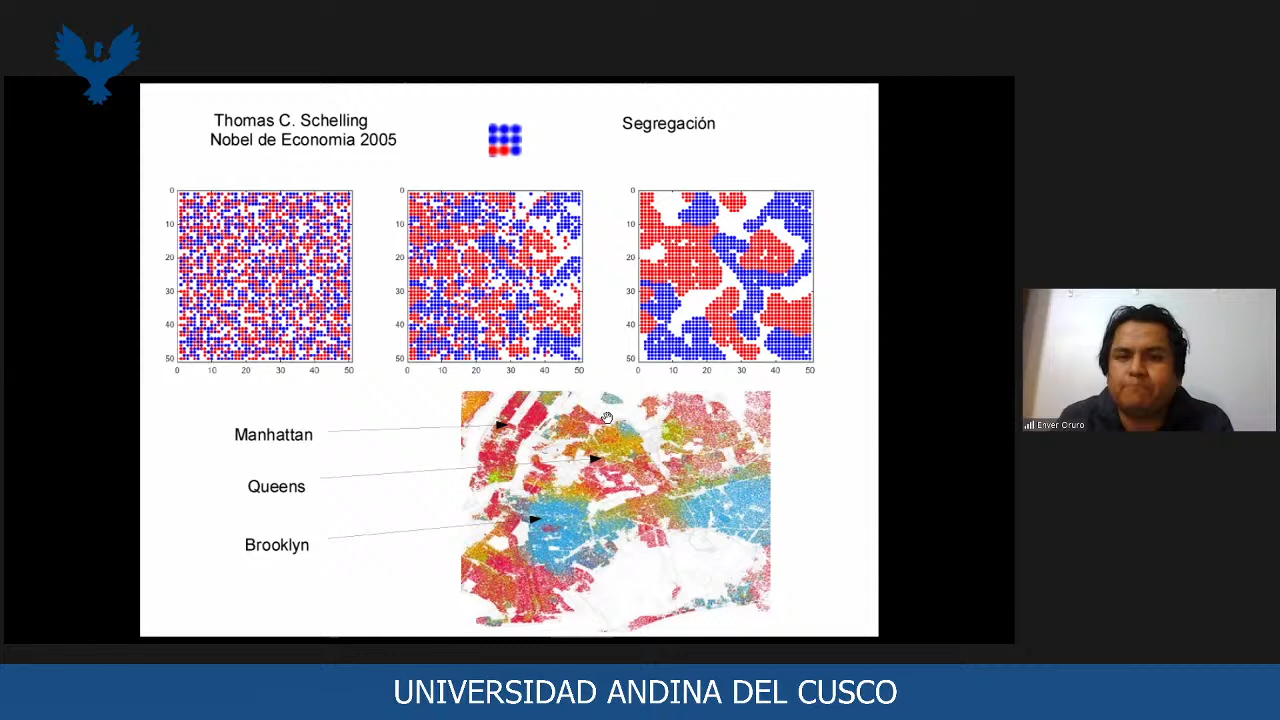 Thomas C. Schelling
Nobel de Economia 2005
Segregación
0
10
20
30
40
50
0 10 20 30 40 50
0
10
20
30
40
50
0 10 20 30 40 50
0
10
20
30
40
50
0 10 20 30 40 50
Manhattan
Queens
Brooklyn
Enver Oruro
UNIVERSIDAD ANDINA DEL CUSCO